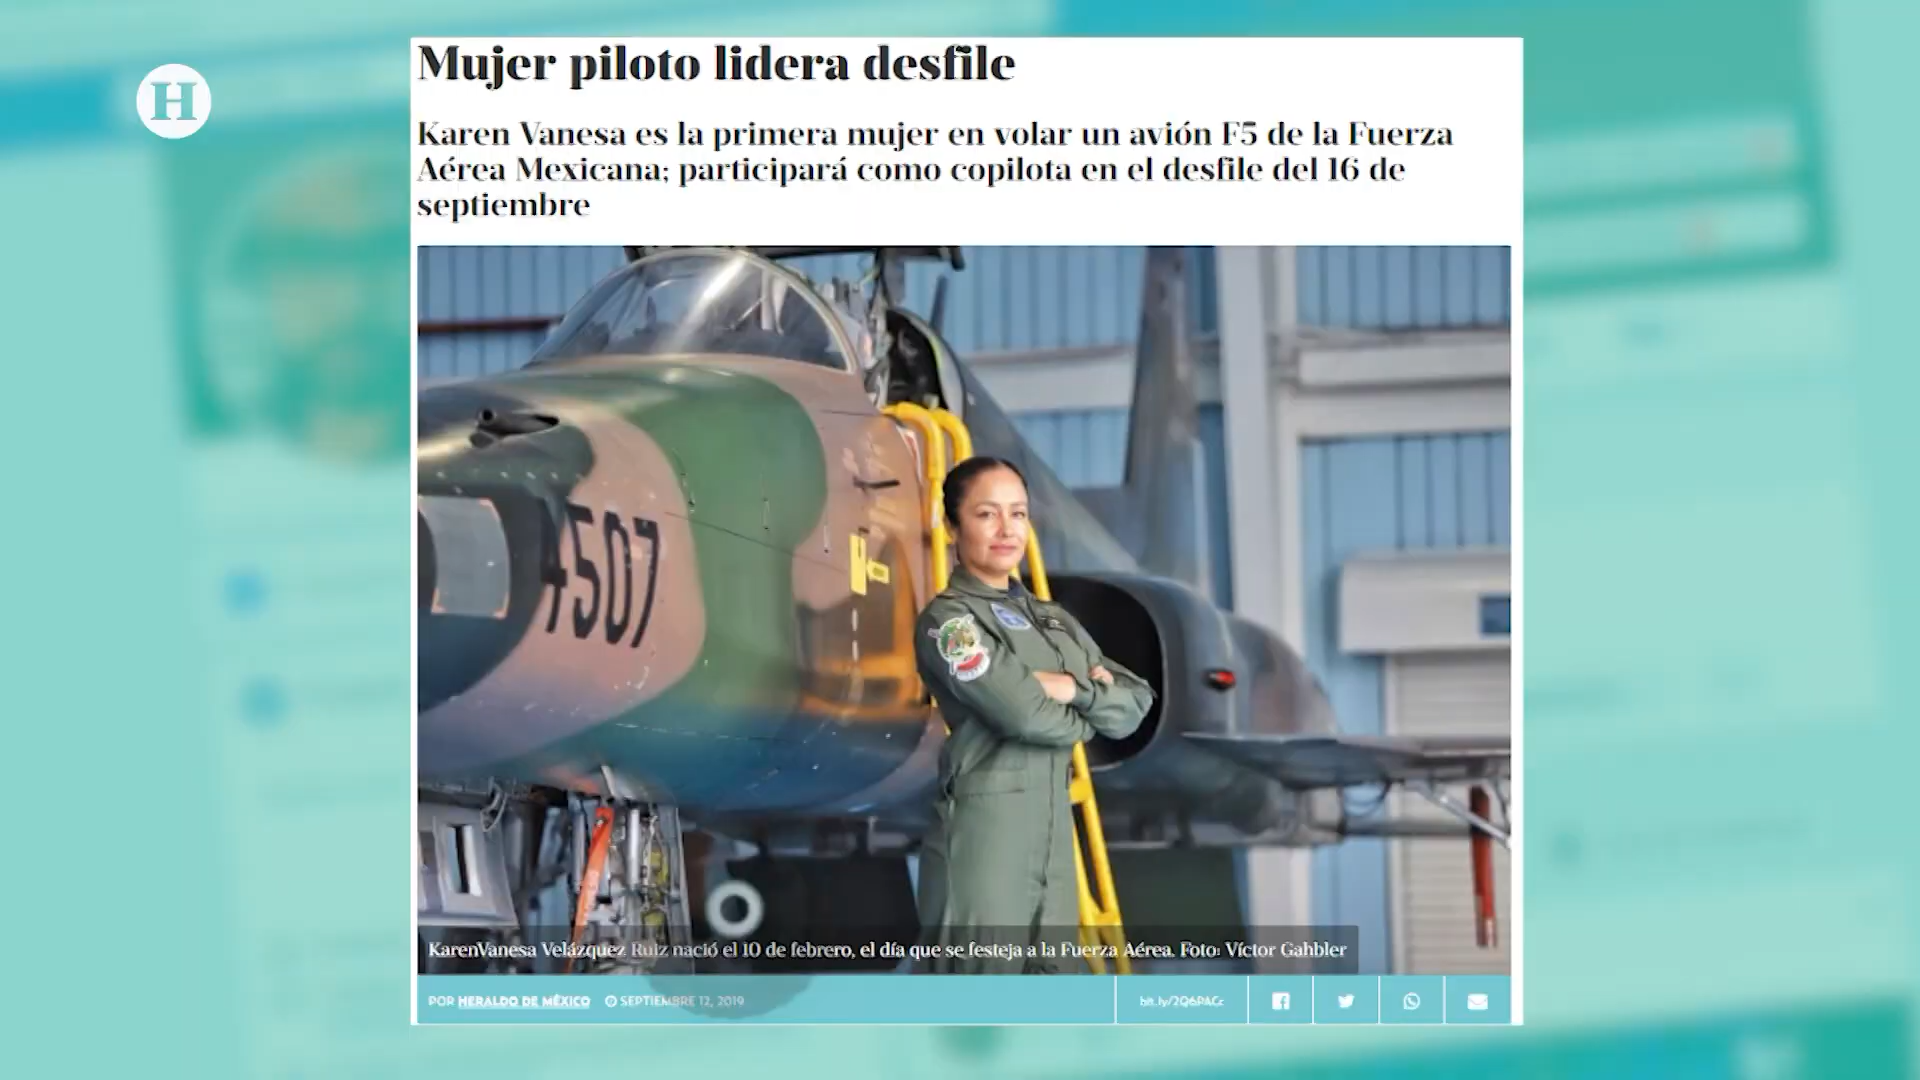 H
Mujer piloto lidera desfile
Karen Vanesa es la primera mujer en volar un avión F5 de la Fuerza
Aérea Mexicana; participará como copilota en el desfile del 16 de
septiembre
4507
KarenVanesa Velázquez Ruiz nació el 10 de febrero, el día que se festeja a la Fuerza Aérea. Foto: Víctor Gahbler
POR HERALDO DE MÉXICO SEPTIEMBRE 12, 2019 bit.ly/2Q6PACc